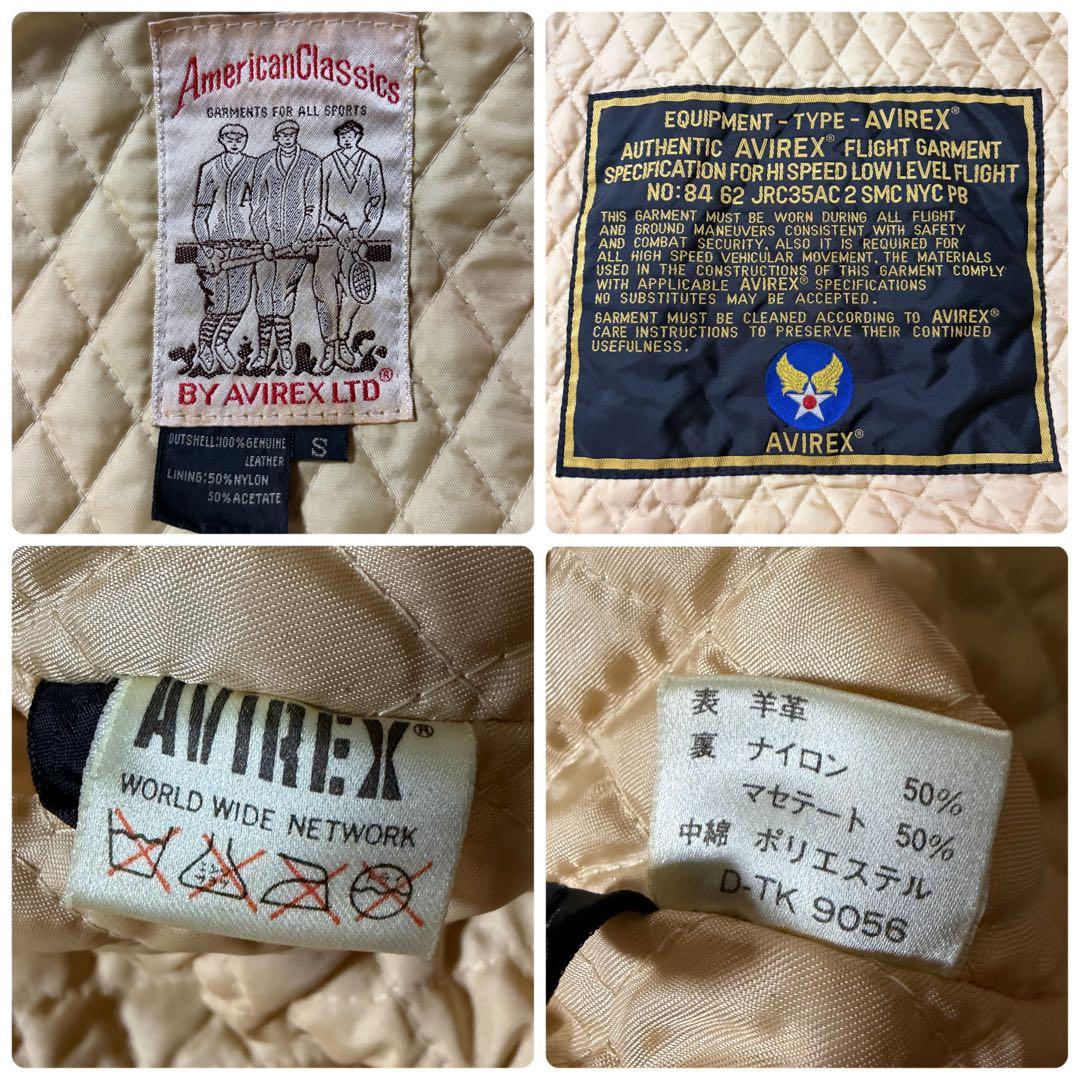 AmericanClassics
GARMENTS FOR ALL SPORTS
BY AVIREX LTD®
OUTSHELL:100%GENUINE
LEATHER
LINING:50%NYLON
50%ACETATE
S
EQUIPMENT-TYPE-AVIREX®
AUTHENTIC AVIREX® FLIGHT GARMENT
SPECIFICATION FOR HI SPEED LOW LEVEL FLIGHT
NO:84 62 JRC35AC 2 SMC NYC PB
THIS GARMENT MUST BE WORN DURING ALL FLIGHT
AND GROUND MANEUVERS CONSISTENT WITH SAFETY
AND COMBAT SECURITY. ALSO IT IS REQUIRED FOR
ALL HIGH SPEED VEHICULAR MOVEMENT. THE MATERIALS
USED IN THE CONSTRUCTIONS OF THIS GARMENT COMPLY
WITH APPLICABLE AVIREX® SPECIFICATIONS
NO SUBSTITUTES MAY BE ACCEPTED.
GARMENT MUST BE CLEANED ACCORDING TO AVIREX®
CARE INSTRUCTIONS TO PRESERVE THEIR CONTINUED
USEFULNESS.
AVIREX®
AVIREX®
WORLD WIDE NETWORK
表 羊革
裏 ナイロン 50%
マセテート 50%
中綿 ポリエステル
D-TK 9056